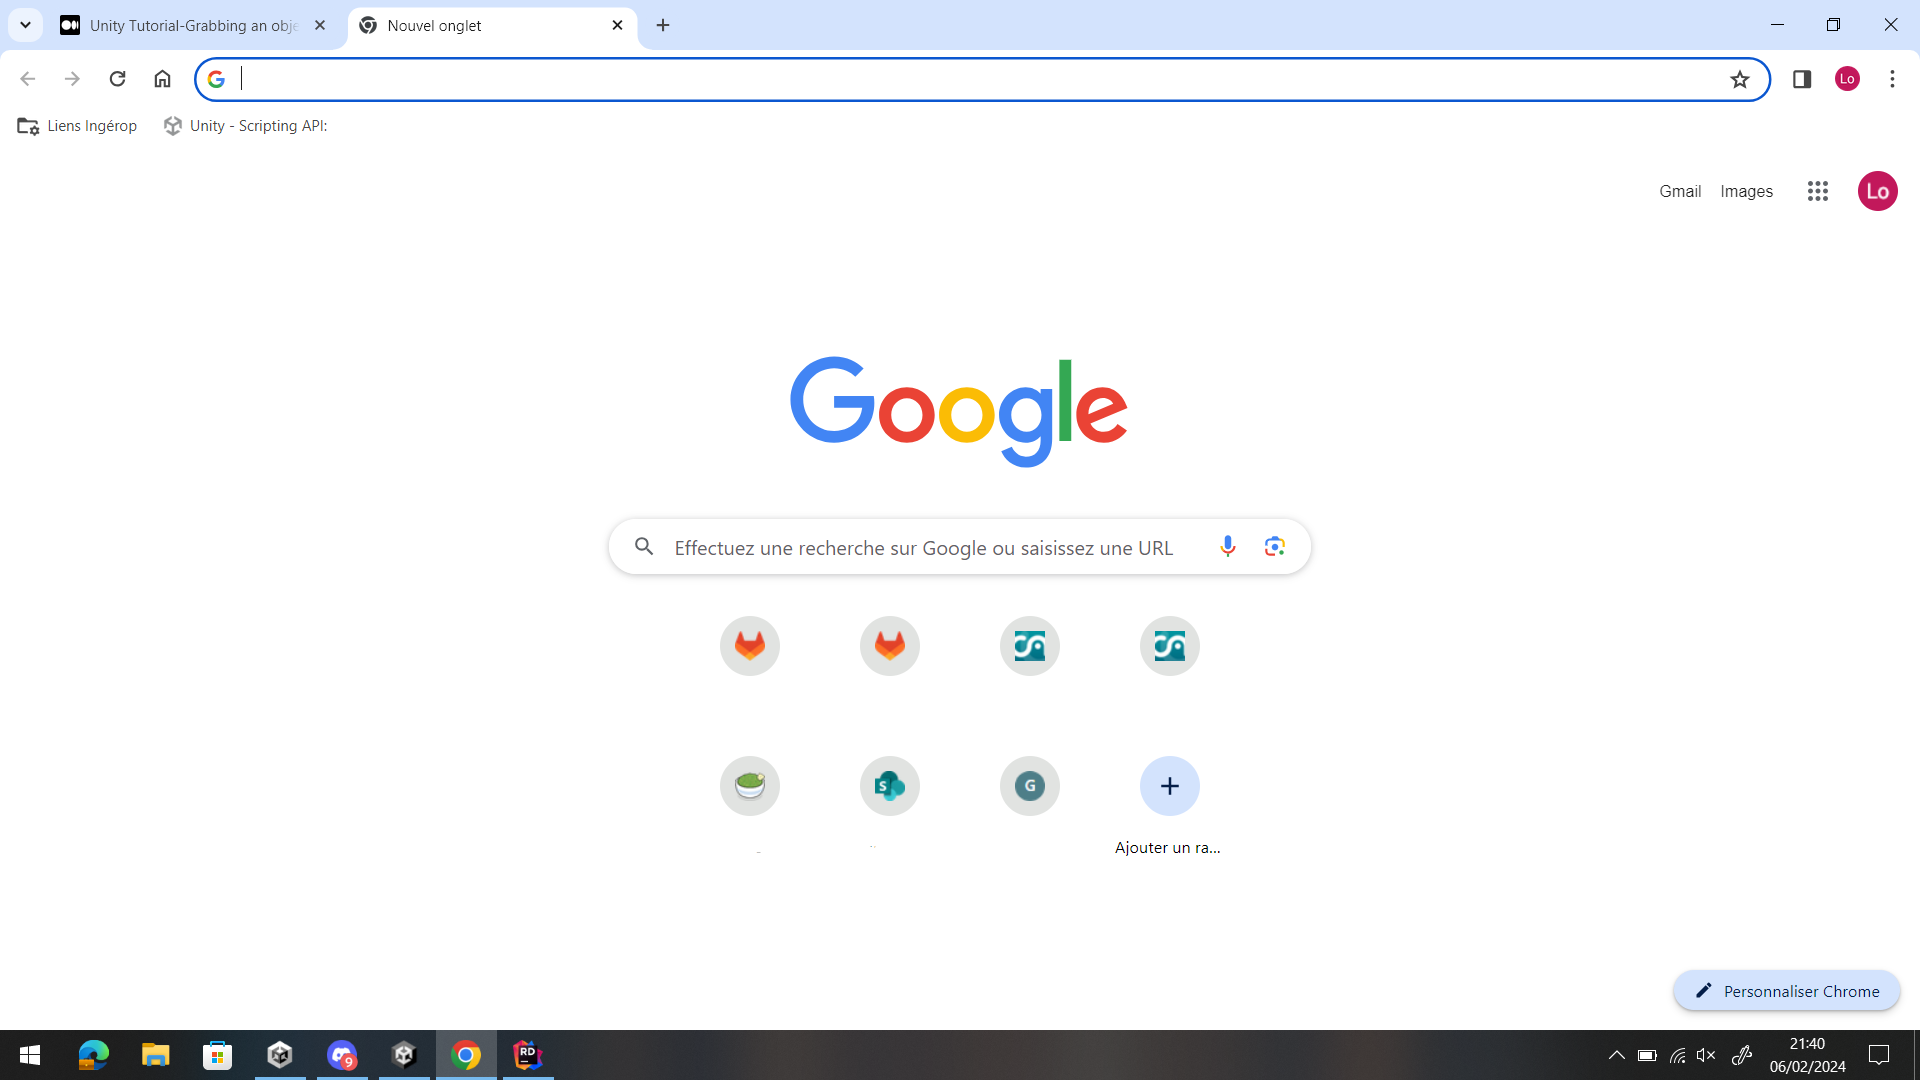 Unity Tutorial-Grabbing an obje
Nouvel onglet
Lo
Liens Ingérop
Unity - Scripting API:
Gmail
Images
Lo
Google
Effectuez une recherche sur Google ou saisissez une URL
S
G
Ajouter un ra...
Personnaliser Chrome
9
RD
21:40
06/02/2024